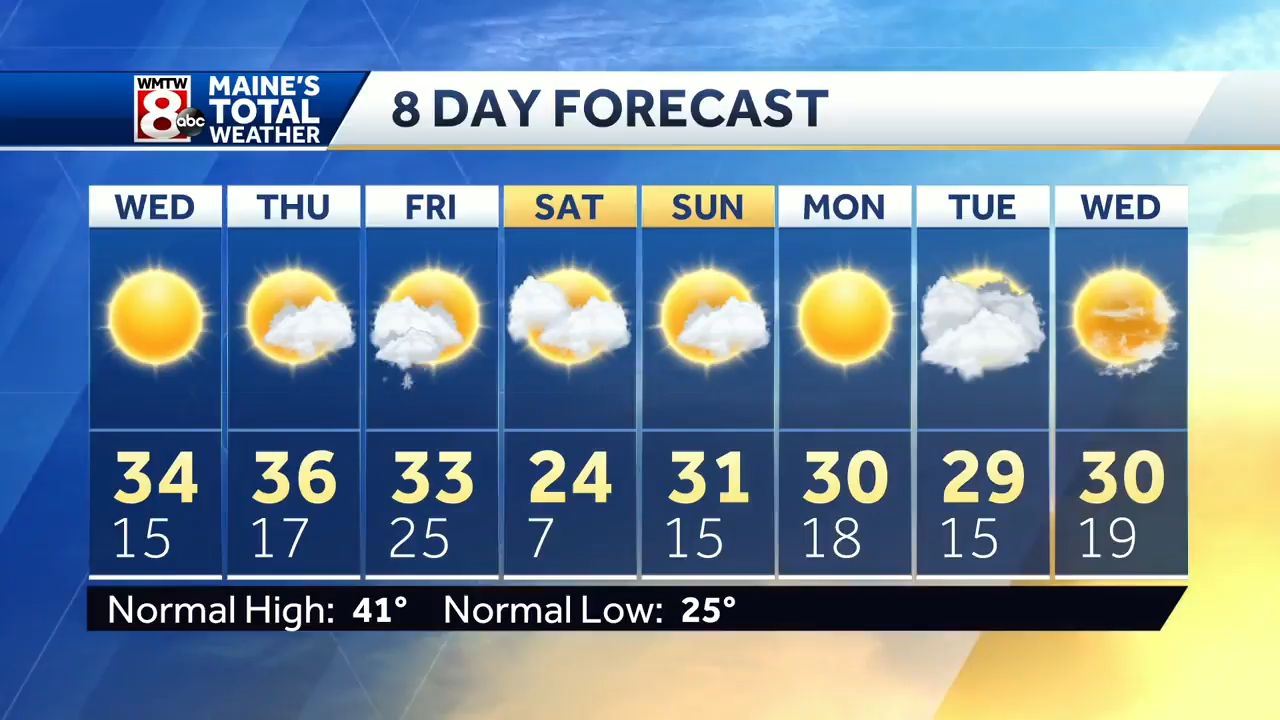 WMTW
8
abc
MAINE'S
TOTAL
WEATHER
8 DAY FORECAST
WED THU FRI SAT SUN MON TUE WED
34 36 33 24 31 30 29 30
15 17 25 7 15 18 15 19
Normal High: 41° Normal Low: 25°